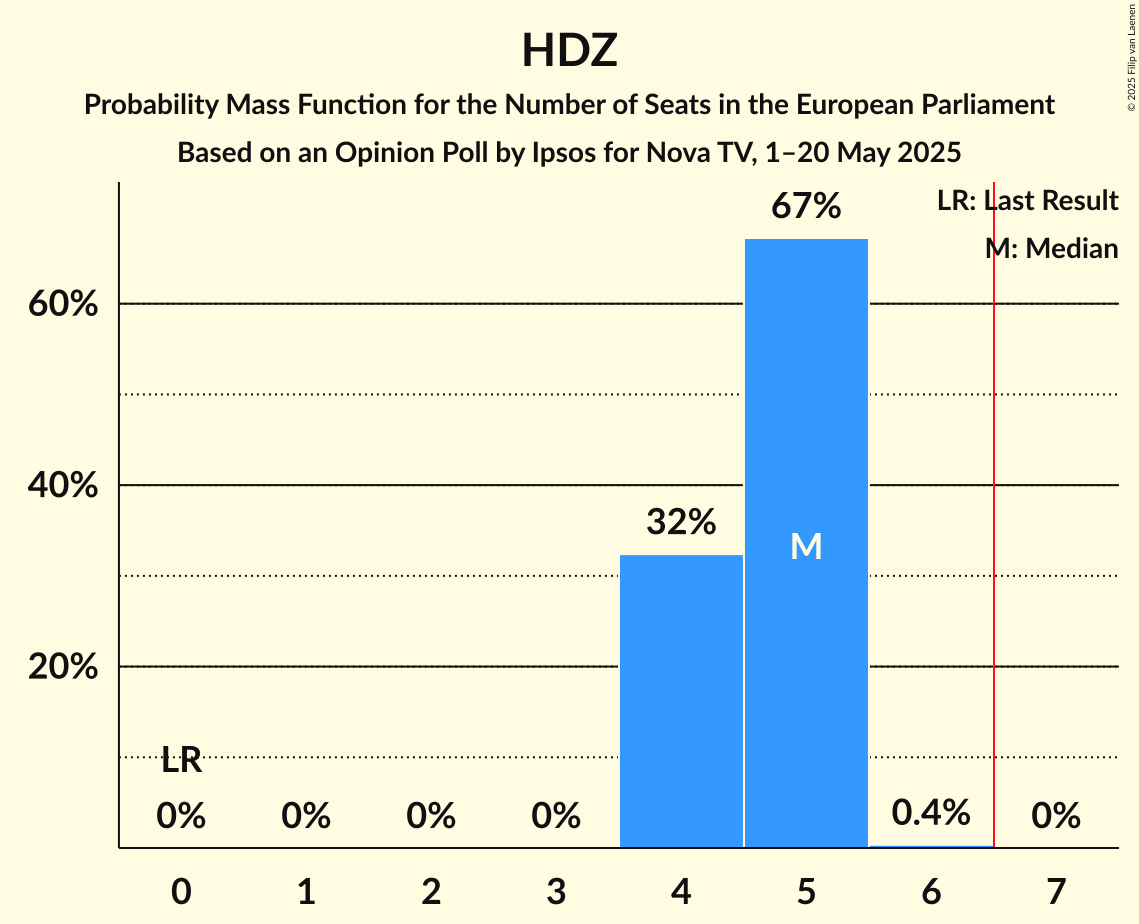 HDZ
Probability Mass Function for the Number of Seats in the European Parliament
Based on an Opinion Poll by Ipsos for Nova TV, 1–20 May 2025
© 2025 Filip van Laenen
LR: Last Result
M: Median
67%
60%
40%
32%
M
20%
LR
0% 0% 0% 0% 0.4% 0%
0 1 2 3 4 5 6 7